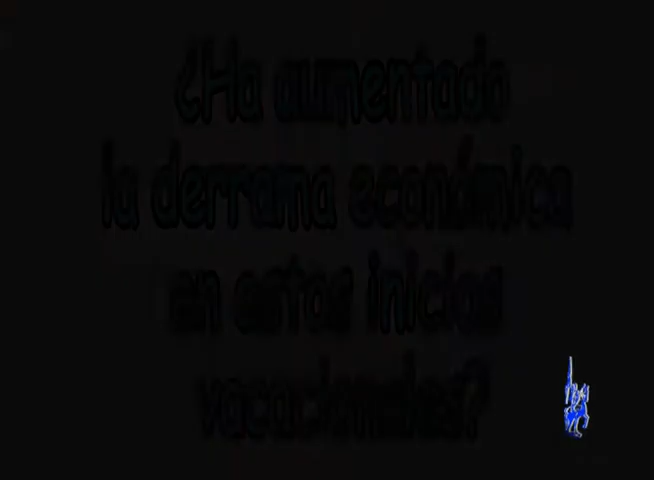 ¿Ha aumentado
la derrama económica
en estos inicios
vacacionales?